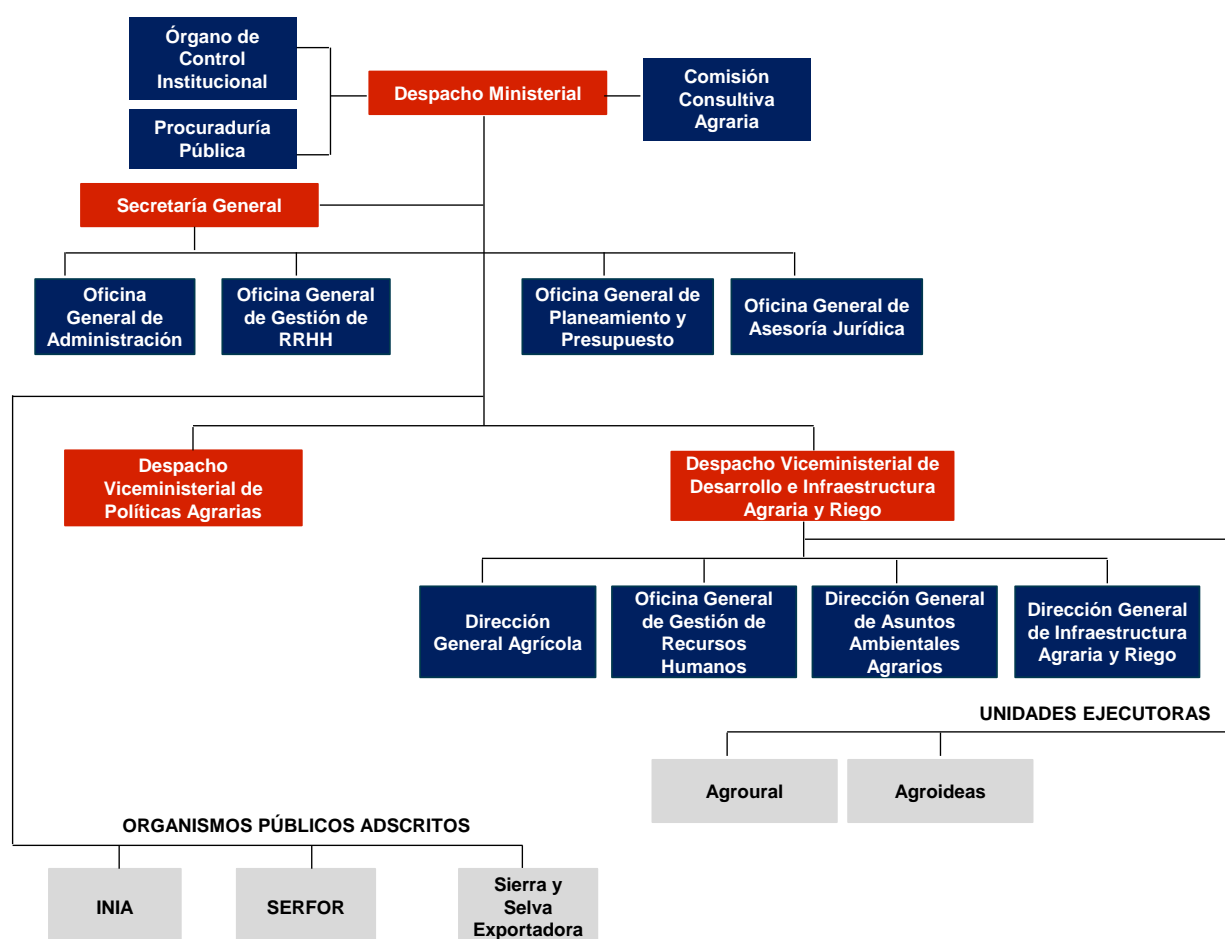 Órgano de
Control
Institucional
Despacho Ministerial
Comisión
Consultiva
Agraria
Procuraduría
Pública
Secretaría General
Oficina
General de
Administración
Oficina General
de Gestión de
RRHH
Oficina General de
Planeamiento y
Presupuesto
Oficina General de
Asesoría Jurídica
Despacho
Viceministerial de
Políticas Agrarias
Despacho Viceministerial de
Desarrollo e Infraestructura
Agraria y Riego
Dirección
General Agrícola
Oficina General
de Gestión de
Recursos
Humanos
Dirección General
de Asuntos
Ambientales
Agrarios
Dirección General
de Infraestructura
Agraria y Riego
UNIDADES EJECUTORAS
Agroural
Agroideas
ORGANISMOS PÚBLICOS ADSCRITOS
INIA
SERFOR
Sierra y
Selva
Exportadora